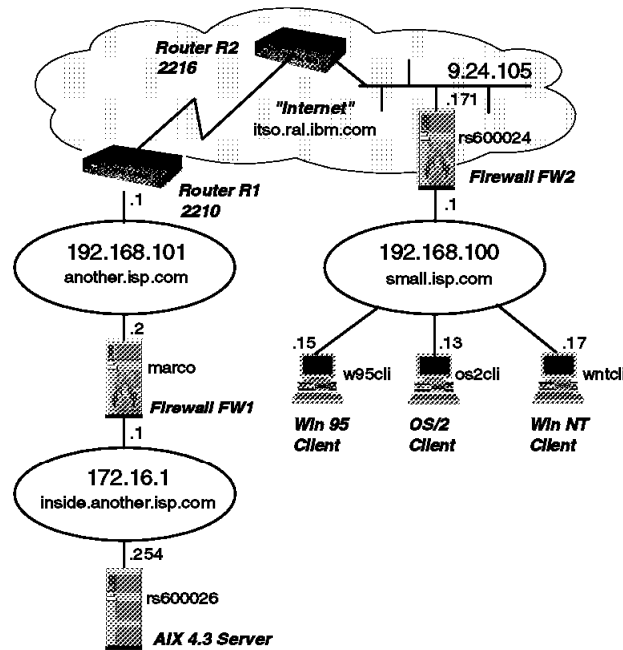 Router R2
2216
9.24.105
"Internet"
itso.ral.ibm.com
.171
rs600024
Firewall FW2
Router R1
2210
.1
.1
192.168.101
another.isp.com
192.168.100
small.isp.com
.2
marco
Firewall FW1
.15
w95cli
.13
os2cli
.17
wntcli
Win 95
Client
OS/2
Client
Win NT
Client
.1
172.16.1
inside.another.isp.com
.254
rs600026
AIX 4.3 Server